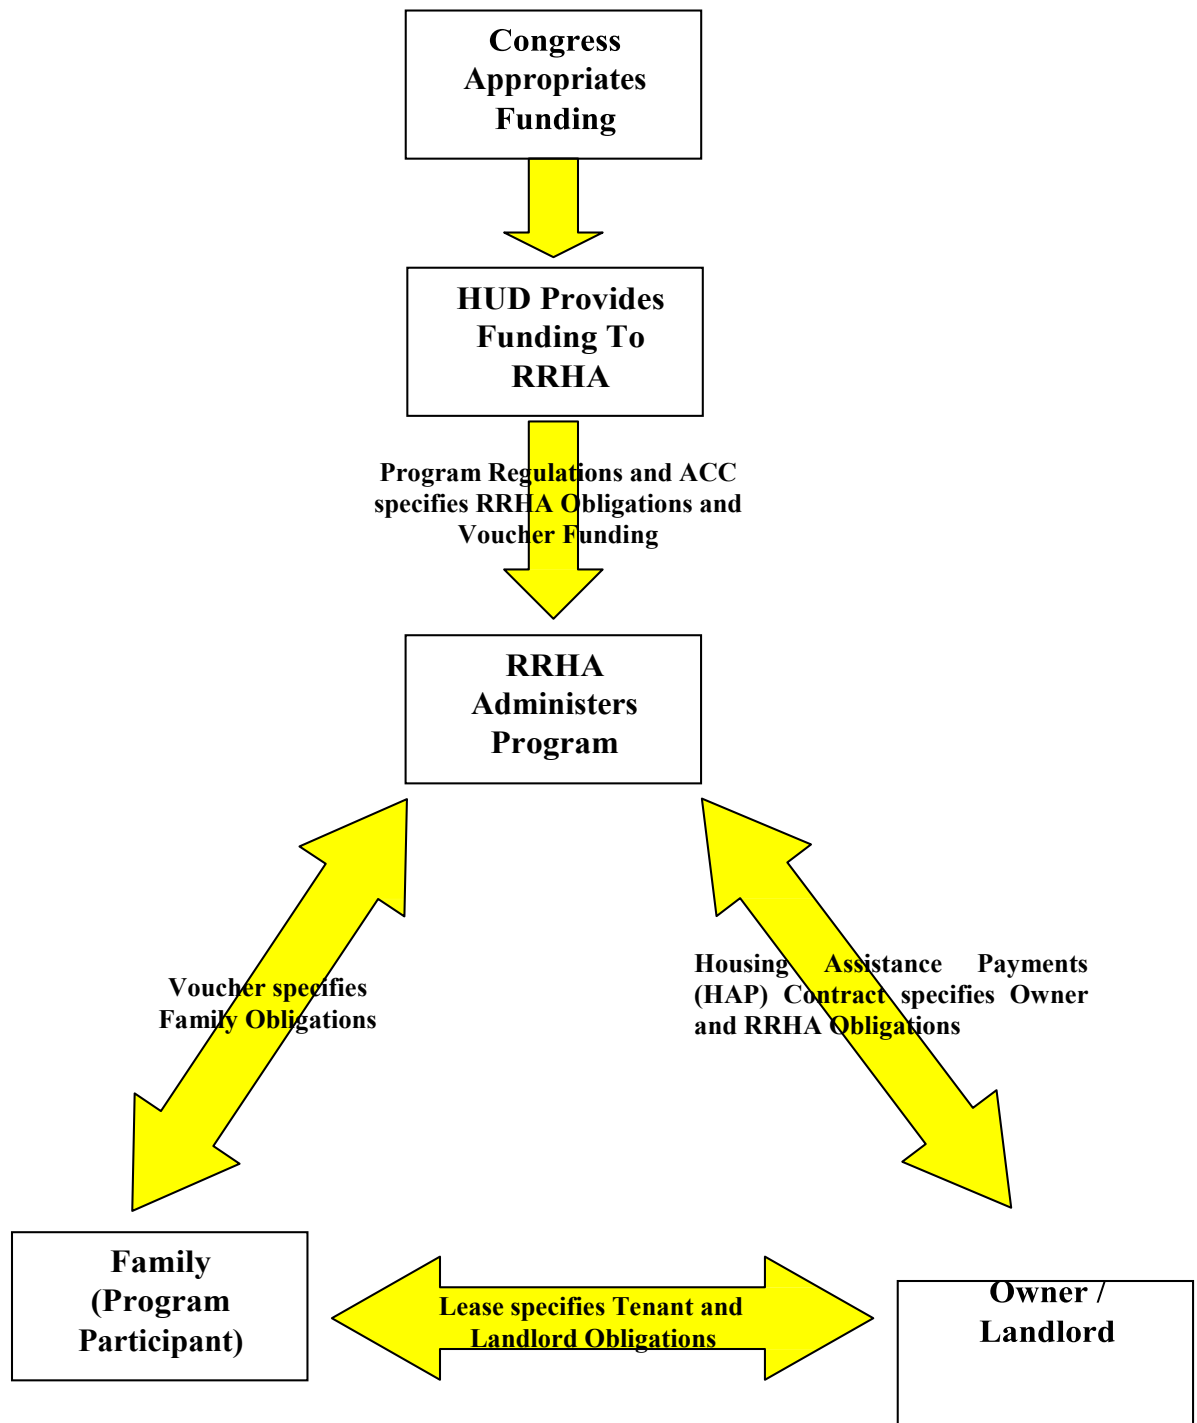 Congress
Appropriates
Funding
HUD Provides
Funding To
RRHA
Program Regulations and ACC
specifies RRHA Obligations and
Voucher Funding
RRHA
Administers
Program
Voucher specifies
Family Obligations
Housing Assistance Payments
(HAP) Contract specifies Owner
and RRHA Obligations
Family
(Program
Participant)
Lease specifies Tenant and
Landlord Obligations
Owner /
Landlord